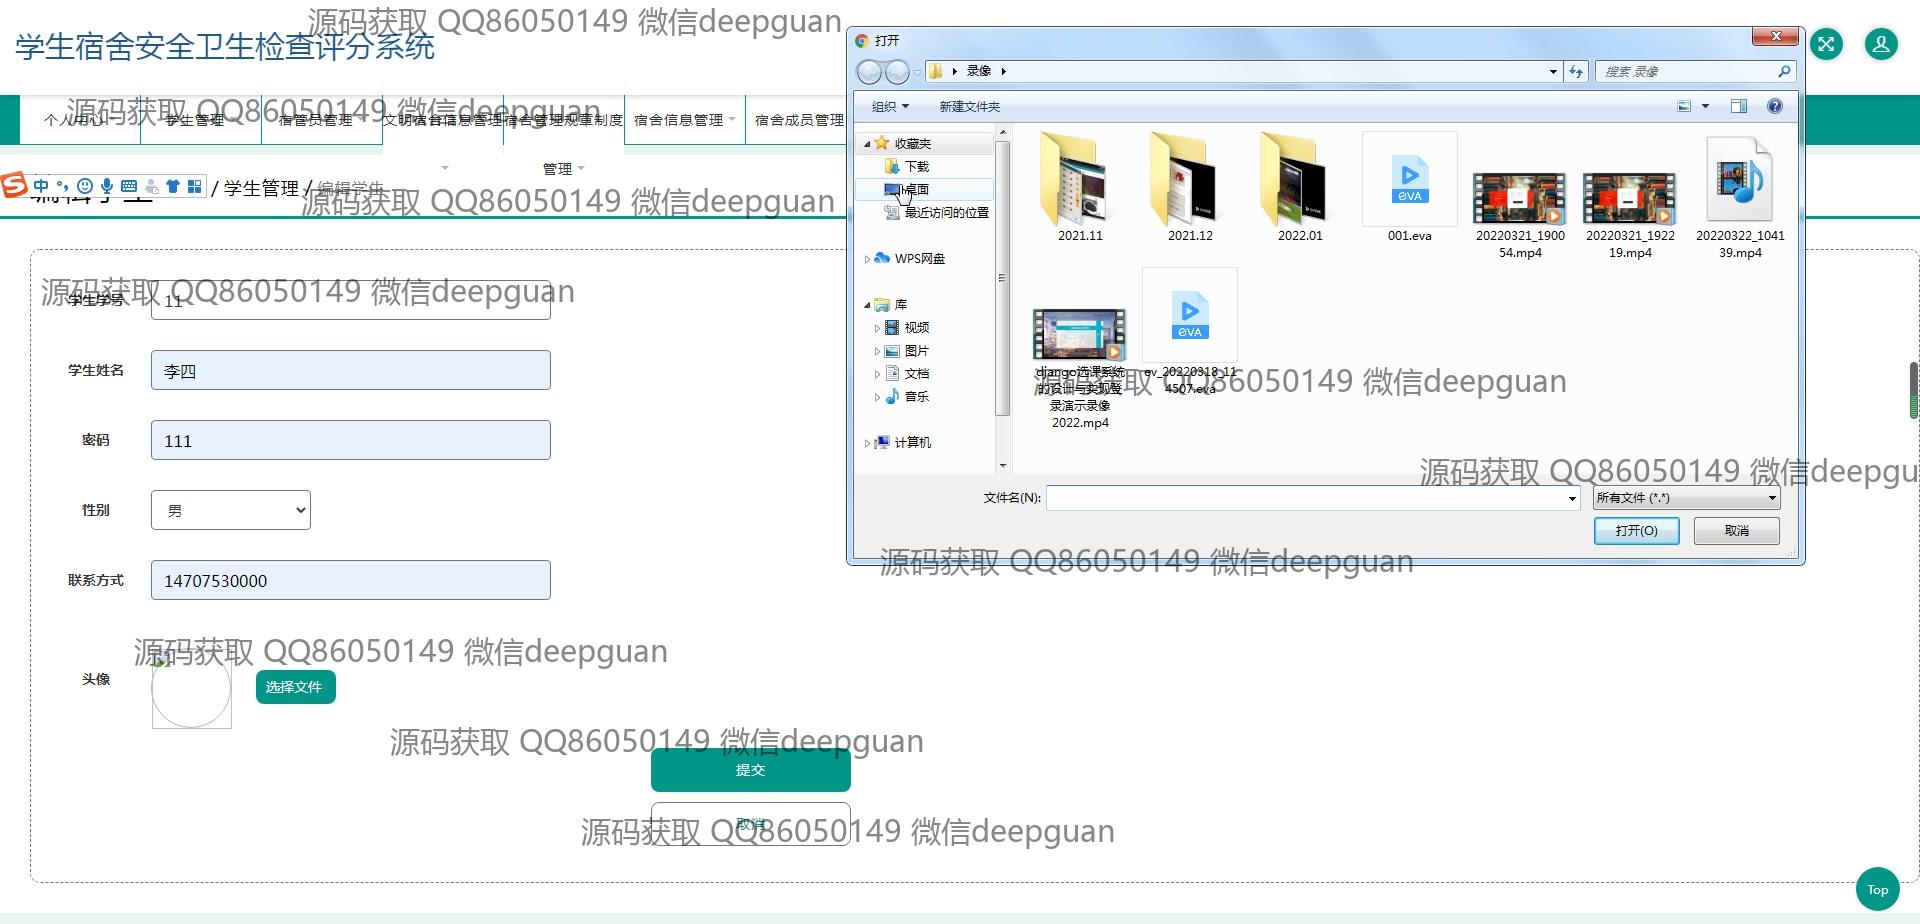 源码获取 QQ86050149 微信deepguan
学生宿舍安全卫生检查评分系统
源码获取 QQ86050149 微信deepguan
个人中心
学生管理
宿管员管理
文明宿舍信息管理
宿舍管理规章制度
管理
宿舍信息管理
宿舍成员管理
中
/ 学生管理 / 编辑学生
编辑学生
源码获取 QQ86050149 微信deepguan
源码获取 QQ86050149 微信deepguan
学生学号
11
学生姓名
李四
密码
111
性别
男
联系方式
14707530000
源码获取 QQ86050149 微信deepguan
头像
选择文件
源码获取 QQ86050149 微信deepguan
提交
取消
源码获取 QQ86050149 微信deepguan
打开
录像
搜索 录像
组织
新建文件夹
收藏夹
下载
桌面
最近访问的位置
WPS网盘
库
视频
图片
文档
音乐
计算机
2021.11
2021.12
2022.01
eva
001.eva
20220321_1900
54.mp4
20220321_1922
19.mp4
20220322_1041
39.mp4
django选课系统
的设计与实现登
录演示录像
2022.mp4
eva
ev_20220318_11
4507.eva
源码获取 QQ86050149 微信deepguan
源码获取 QQ86050149 微信deepgu
文件名(N):
所有文件 (*.*)
打开(O)
取消
源码获取 QQ86050149 微信deepguan
Top